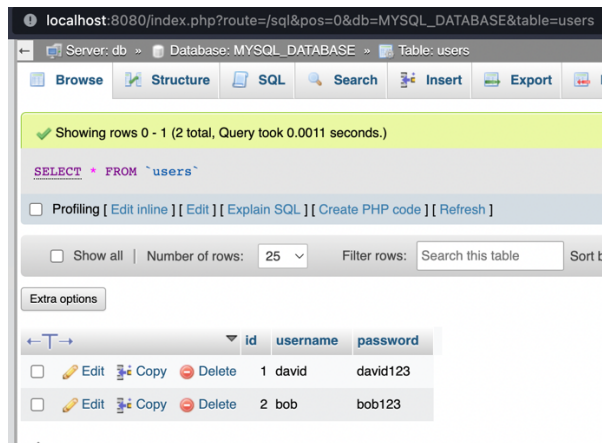 localhost:8080/index.php?route=/sql&pos=0&db=MYSQL_DATABASE&table=users
Server: db » Database: MYSQL_DATABASE » Table: users
Browse Structure SQL Search Insert Export
Showing rows 0 - 1 (2 total, Query took 0.0011 seconds.)
SELECT * FROM `users`
Profiling [ Edit inline ] [ Edit ] [ Explain SQL ] [ Create PHP code ] [ Refresh ]
Show all | Number of rows: 25 Filter rows: Search this table Sort
Extra options
←T→ id username password
Edit Copy Delete 1 david david123
Edit Copy Delete 2 bob bob123